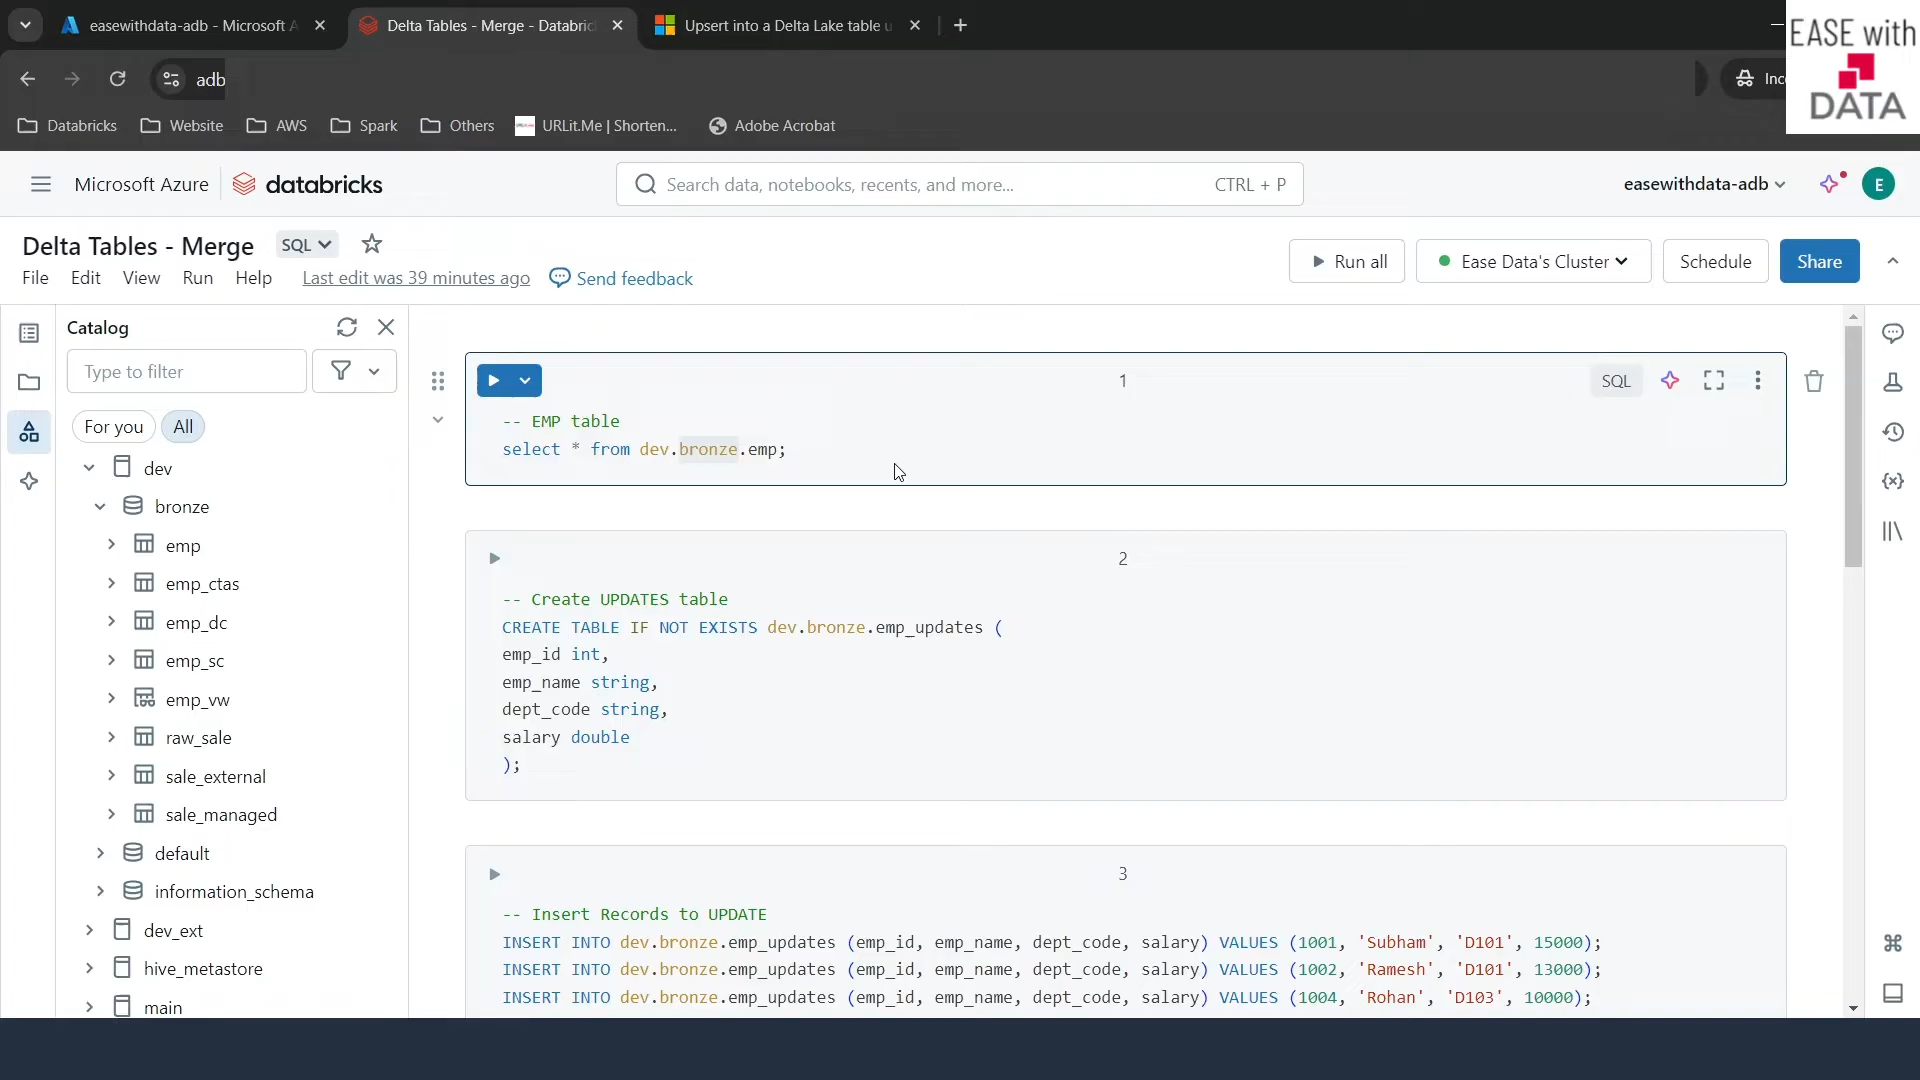 easewithdata-adb - Microsoft A
Delta Tables - Merge - Databric
Upsert into a Delta Lake table u
EASE with
DATA
adb
Databricks
Website
AWS
Spark
Others
URLit.Me | Shorten...
Adobe Acrobat
Microsoft Azure
databricks
Search data, notebooks, recents, and more...
CTRL + P
easewithdata-adb
E
Delta Tables - Merge
SQL
File
Edit
View
Run
Help
Last edit was 39 minutes ago
Send feedback
Run all
Ease Data's Cluster
Schedule
Share
Catalog
Type to filter
For you
All
dev
bronze
emp
emp_ctas
emp_dc
emp_sc
emp_vw
raw_sale
sale_external
sale_managed
default
information_schema
dev_ext
hive_metastore
main
1
SQL
-- EMP table
select * from dev.bronze.emp;
2
-- Create UPDATES table
CREATE TABLE IF NOT EXISTS dev.bronze.emp_updates (
emp_id int,
emp_name string,
dept_code string,
salary double
);
3
-- Insert Records to UPDATE
INSERT INTO dev.bronze.emp_updates (emp_id, emp_name, dept_code, salary) VALUES (1001, 'Subham', 'D101', 15000);
INSERT INTO dev.bronze.emp_updates (emp_id, emp_name, dept_code, salary) VALUES (1002, 'Ramesh', 'D101', 13000);
INSERT INTO dev.bronze.emp_updates (emp_id, emp_name, dept_code, salary) VALUES (1004, 'Rohan', 'D103', 10000);